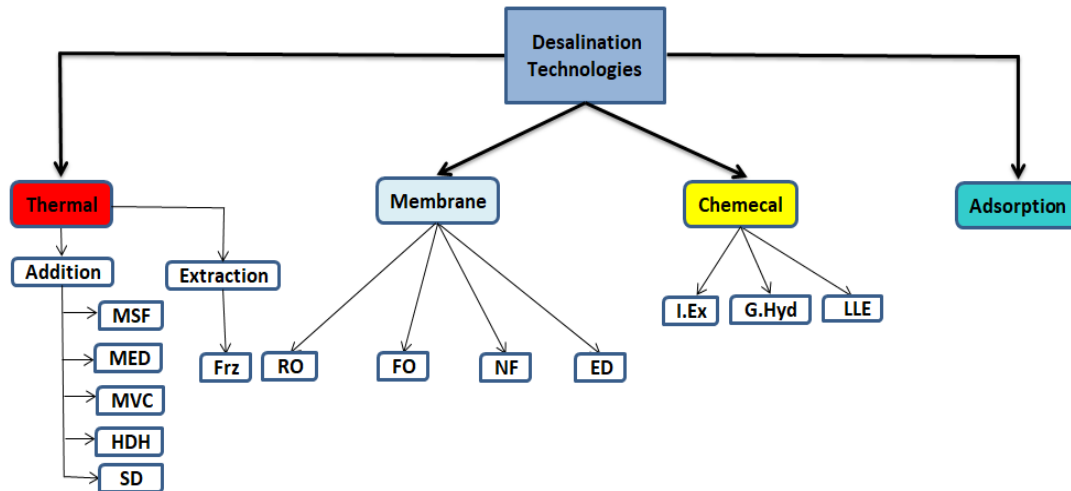 Desalination
Technologies
Thermal
Membrane
Chemecal
Adsorption
Addition
Extraction
MSF
MED
MVC
HDH
SD
Frz
RO
FO
NF
ED
I.Ex
G.Hyd
LLE